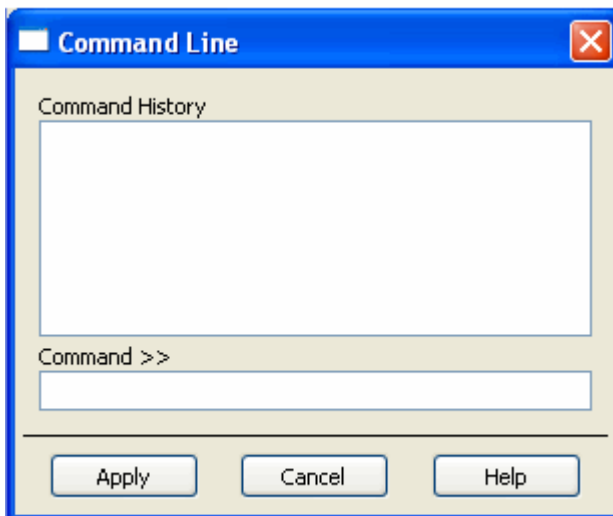 Command Line
Command History
Command >>
Apply Cancel Help